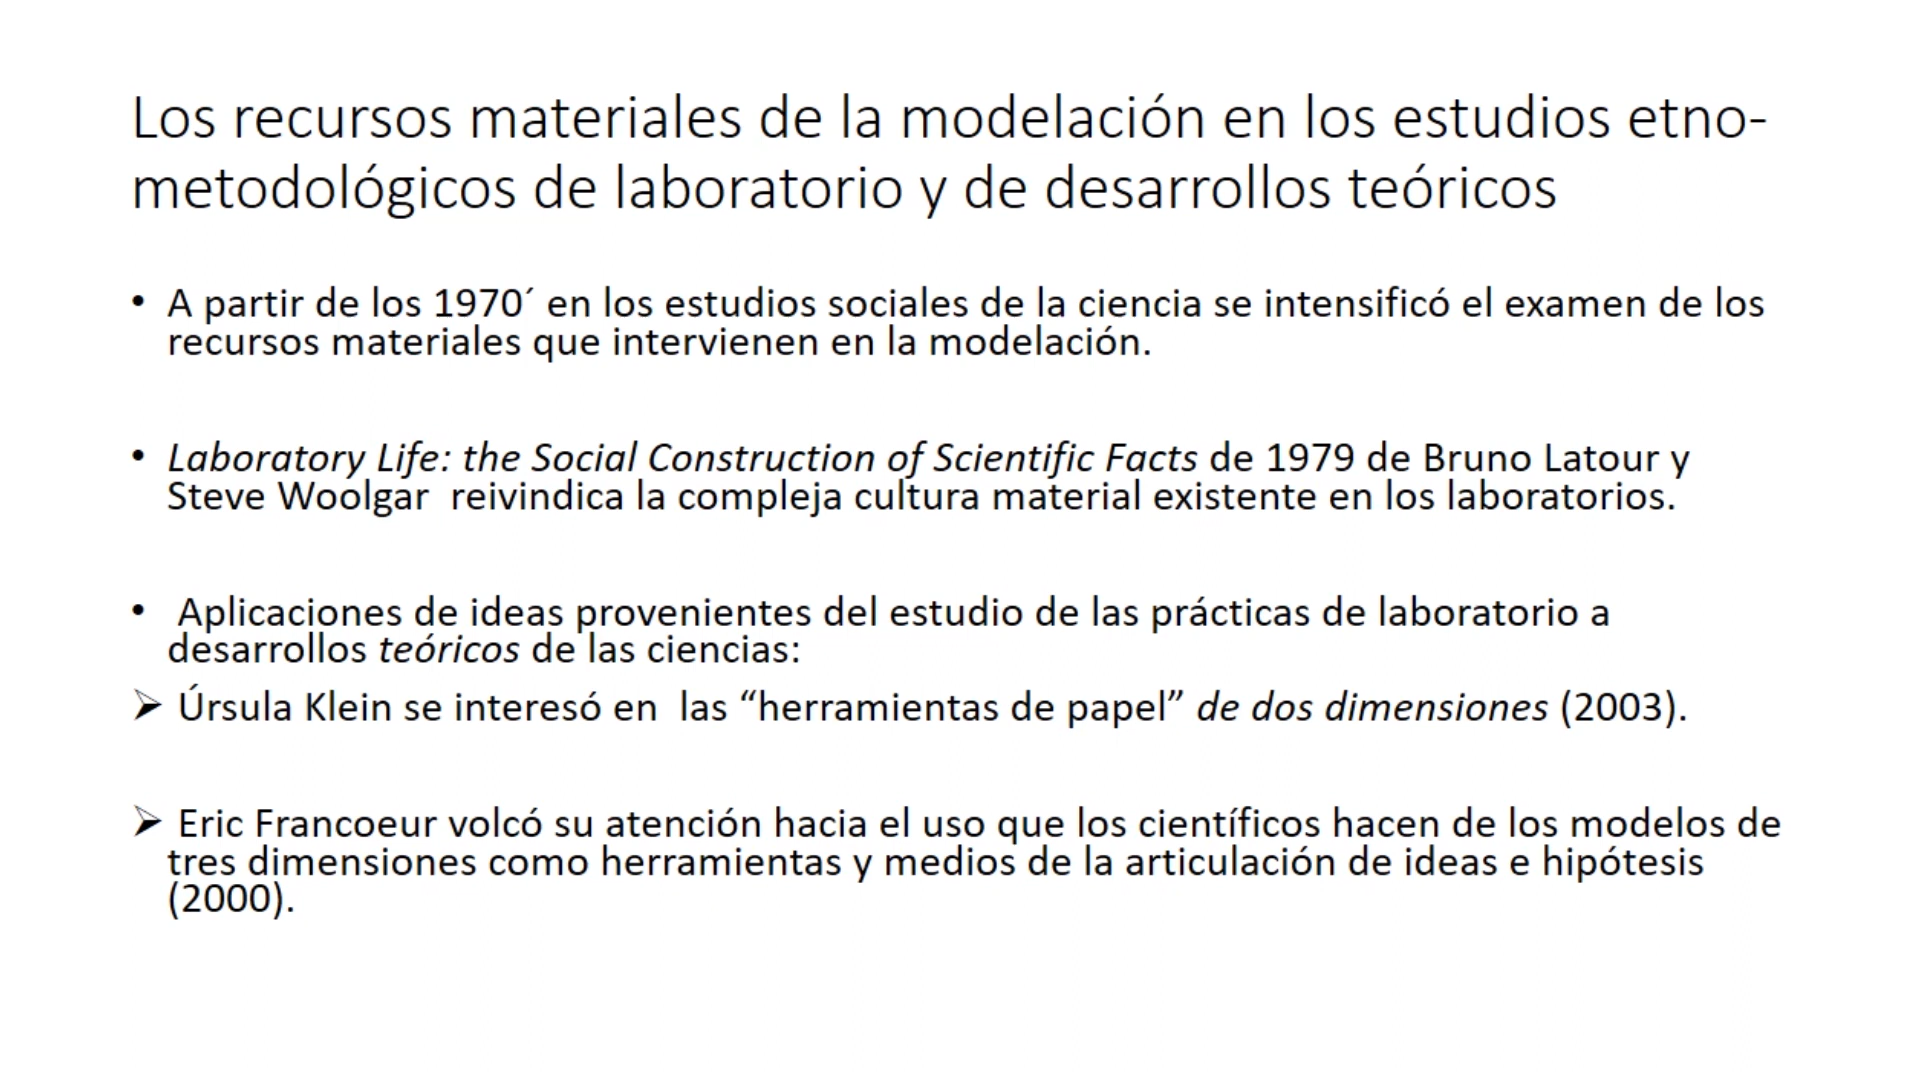 Los recursos materiales de la modelación en los estudios etno-
metodológicos de laboratorio y de desarrollos teóricos
• A partir de los 1970´ en los estudios sociales de la ciencia se intensificó el examen de los
recursos materiales que intervienen en la modelación.
• Laboratory Life: the Social Construction of Scientific Facts de 1979 de Bruno Latour y
Steve Woolgar  reivindica la compleja cultura material existente en los laboratorios.
• Aplicaciones de ideas provenientes del estudio de las prácticas de laboratorio a
desarrollos teóricos de las ciencias:
➢ Úrsula Klein se interesó en  las “herramientas de papel” de dos dimensiones (2003).
➢ Eric Francoeur volcó su atención hacia el uso que los científicos hacen de los modelos de
tres dimensiones como herramientas y medios de la articulación de ideas e hipótesis
(2000).